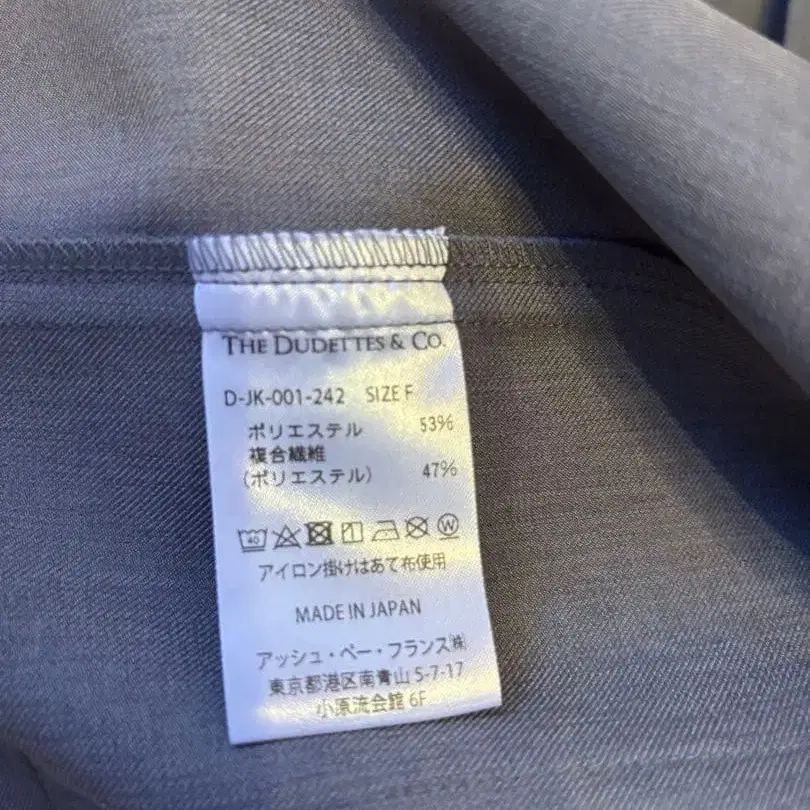 THE DUDETTES & CO.
D-JK-001-242 SIZE F
ポリエステル 53%
複合繊維
(ポリエステル) 47%
40 W
アイロン掛けはあて布使用
MADE IN JAPAN
アッシュ・ペー・フランス㈱
東京都港区南青山 5-7-17
小原流会館 6F